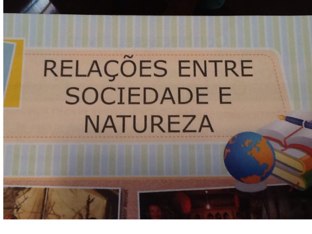 RELAÇÕES ENTRE
SOCIEDADE E
NATUREZA